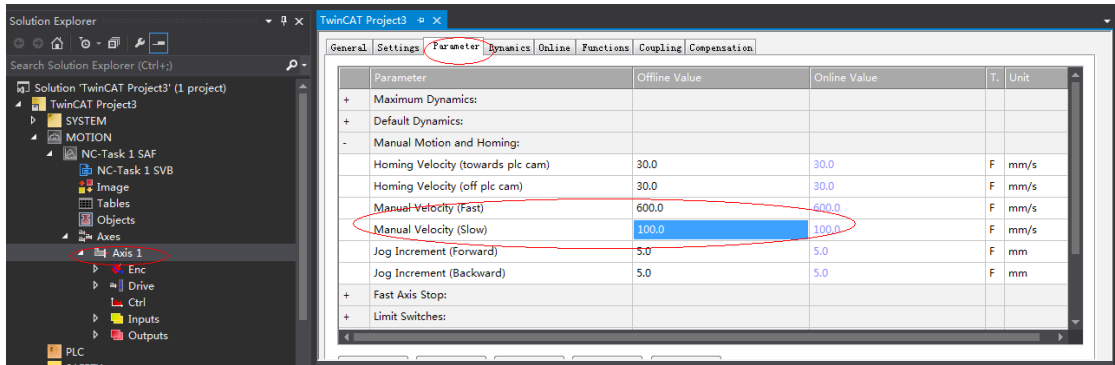 Solution Explorer
Search Solution Explorer (Ctrl+;)
Solution 'TwinCAT Project3' (1 project)
TwinCAT Project3
SYSTEM
MOTION
NC-Task 1 SAF
NC-Task 1 SVB
Image
Tables
Objects
Axes
Axis 1
Enc
Drive
Ctrl
Inputs
Outputs
PLC
TwinCAT Project3
General Settings Parameter Dynamics Online Functions Coupling Compensation
Parameter Offline Value Online Value T. Unit
+ Maximum Dynamics:
+ Default Dynamics:
- Manual Motion and Homing:
Homing Velocity (towards plc cam) 30.0 30.0 F mm/s
Homing Velocity (off plc cam) 30.0 30.0 F mm/s
Manual Velocity (Fast) 600.0 600.0 F mm/s
Manual Velocity (Slow) 100.0 100.0 F mm/s
Jog Increment (Forward) 5.0 5.0 F mm
Jog Increment (Backward) 5.0 5.0 F mm
+ Fast Axis Stop:
+ Limit Switches: